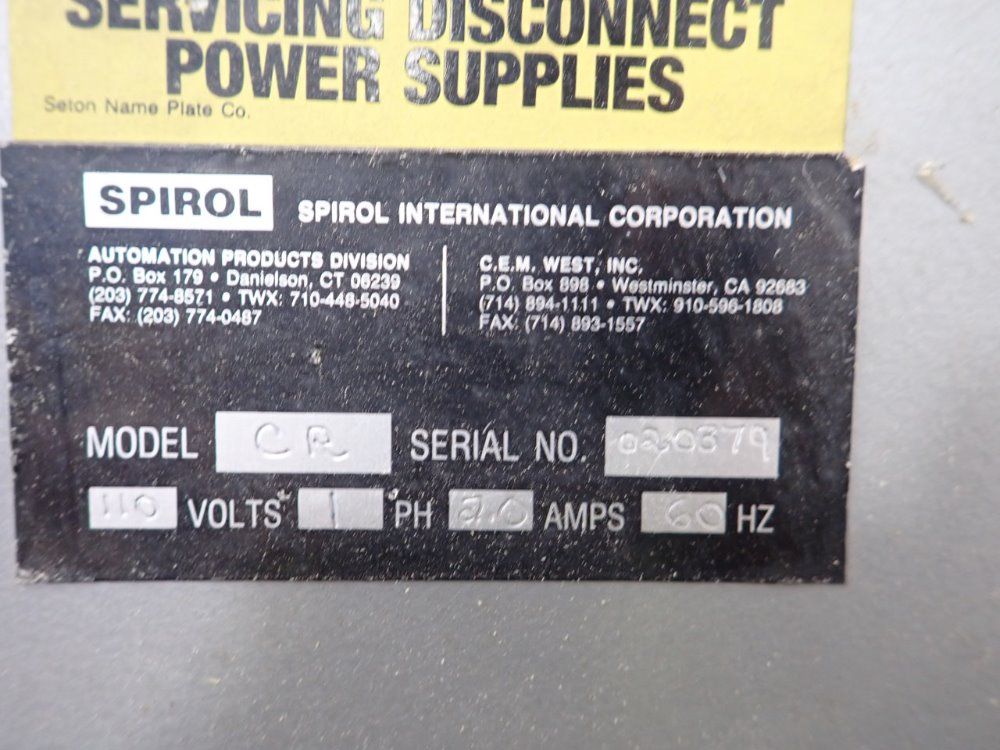 SERVICING DISCONNECT
POWER SUPPLIES
Seton Name Plate Co.
SPIROL SPIROL INTERNATIONAL CORPORATION
AUTOMATION PRODUCTS DIVISION
P.O. Box 179 • Danielson, CT 06239
(203) 774-8571 • TWX: 710-448-5040
FAX: (203) 774-0487
C.E.M. WEST, INC.
P.O. Box 898 • Westminster, CA 92683
(714) 894-1111 • TWX: 910-596-1808
FAX: (714) 893-1557
MODEL CR SERIAL NO. 020379
110 VOLTS 1 PH 2.0 AMPS 60 HZ